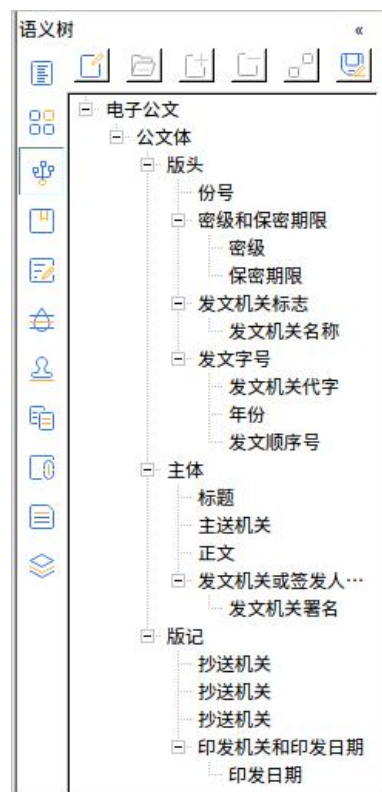 语义树
«
电子公文
公文体
版头
份号
密级和保密期限
密级
保密期限
发文机关标志
发文机关名称
发文字号
发文机关代字
年份
发文顺序号
主体
标题
主送机关
正文
发文机关或签发人…
发文机关署名
版记
抄送机关
抄送机关
抄送机关
印发机关和印发日期
印发日期